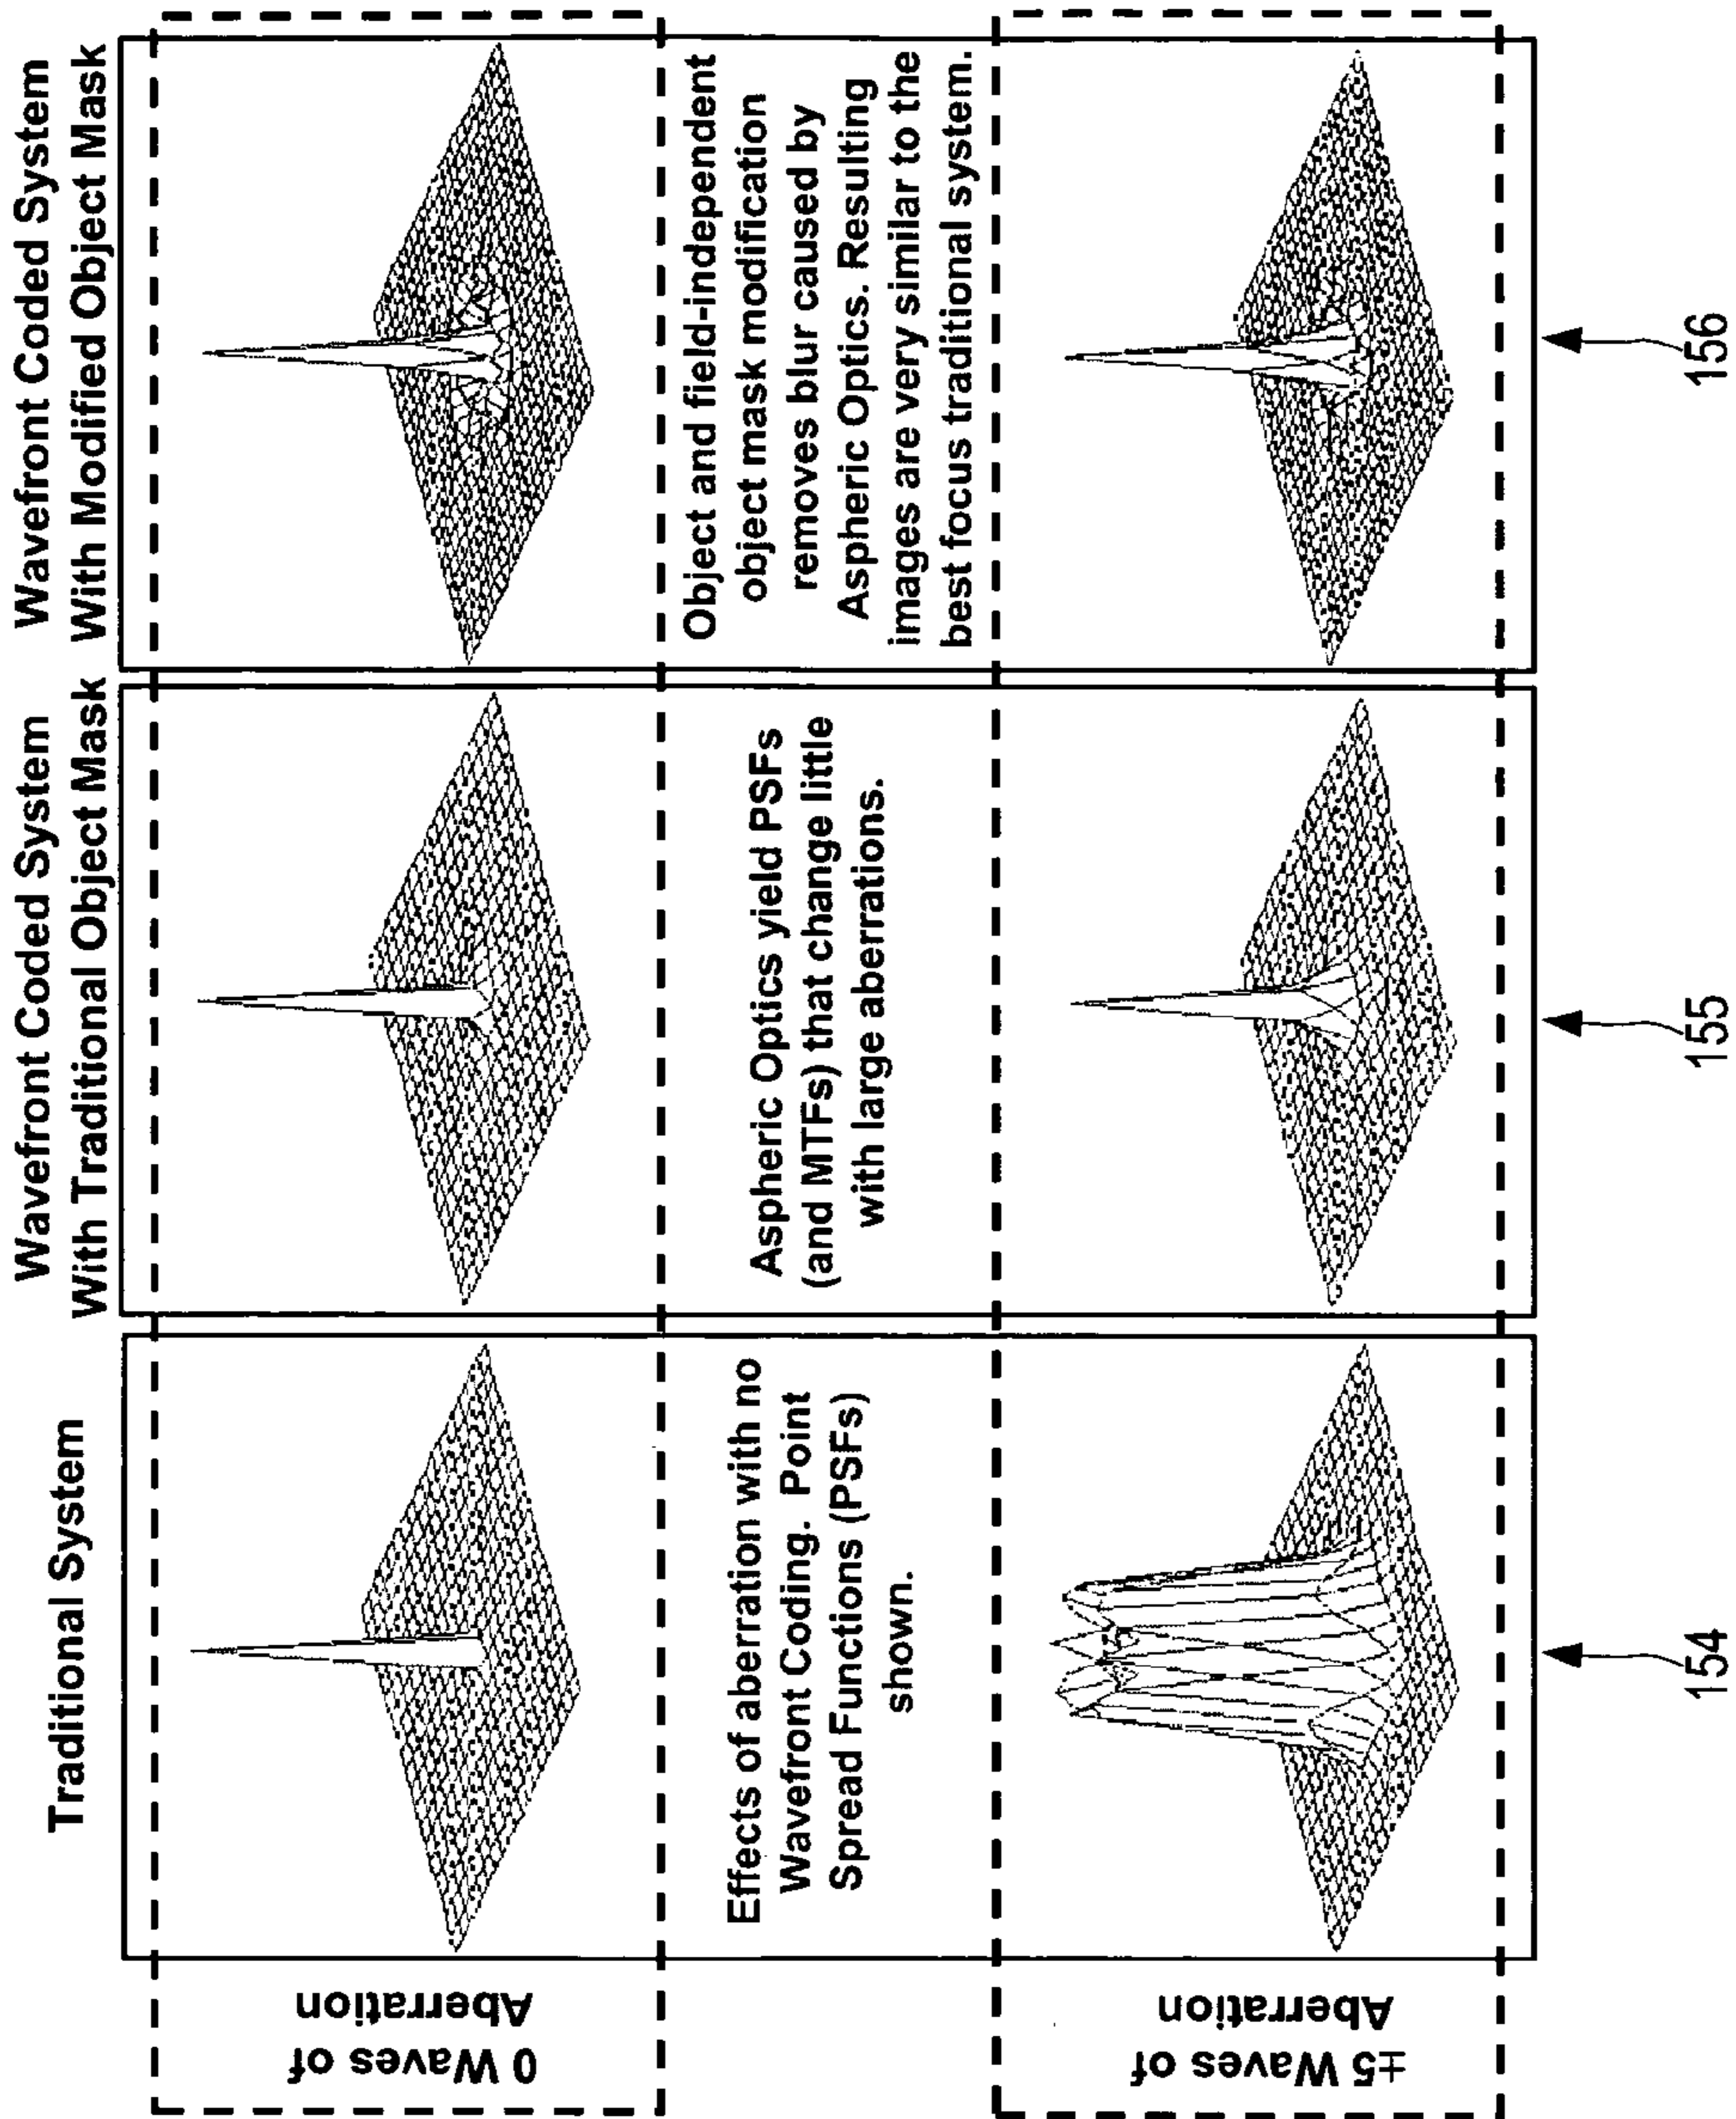 Traditional System
Wavefront Coded System
With Traditional Object Mask
Wavefront Coded System
With Modified Object Mask
0 Waves of
Aberration
Effects of aberration with no
Wavefront Coding. Point
Spread Functions (PSFs)
shown.
Aspheric Optics yield PSFs
(and MTFs) that change little
with large aberrations.
Object and field-independent
object mask modification
removes blur caused by
Aspheric Optics. Resulting
images are very similar to the
best focus traditional system.
±5 Waves of
Aberration
154
155
156